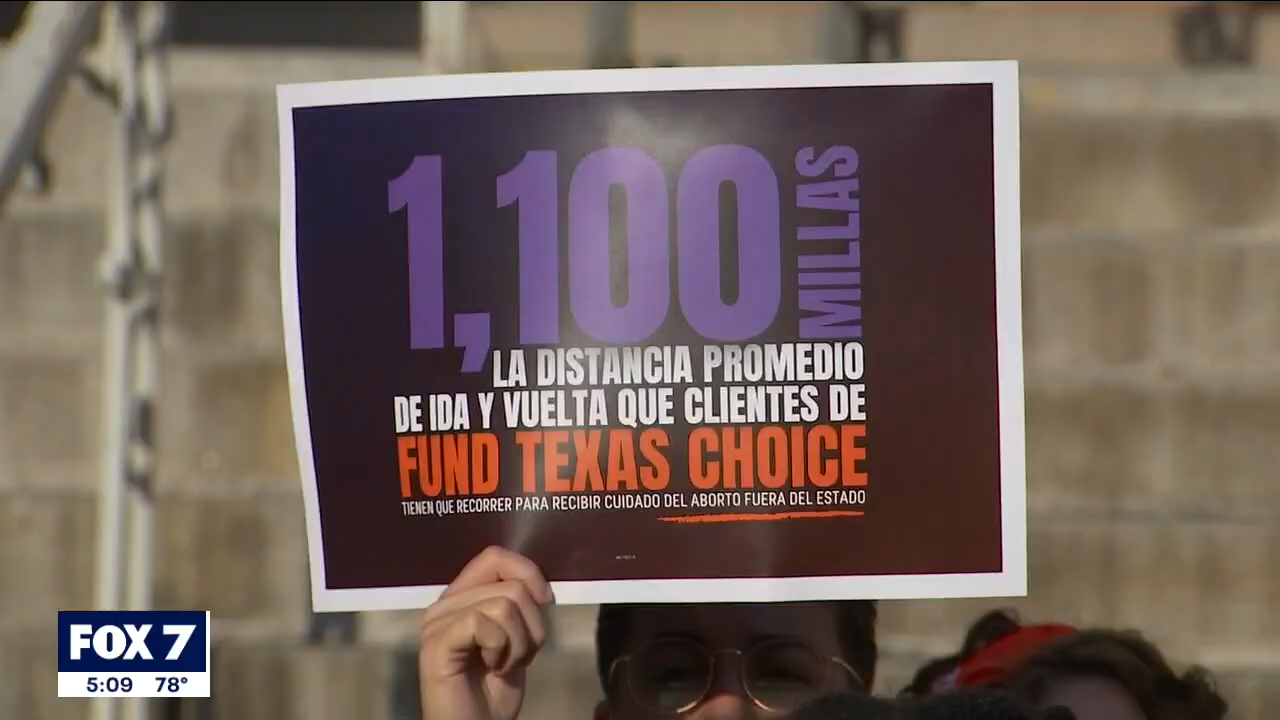 1,100
MILLAS
LA DISTANCIA PROMEDIO
DE IDA Y VUELTA QUE CLIENTES DE
FUND TEXAS CHOICE
TIENEN QUE RECORRER PARA RECIBIR CUIDADO DEL ABORTO FUERA DEL ESTADO
FOX 7
5:09 78°